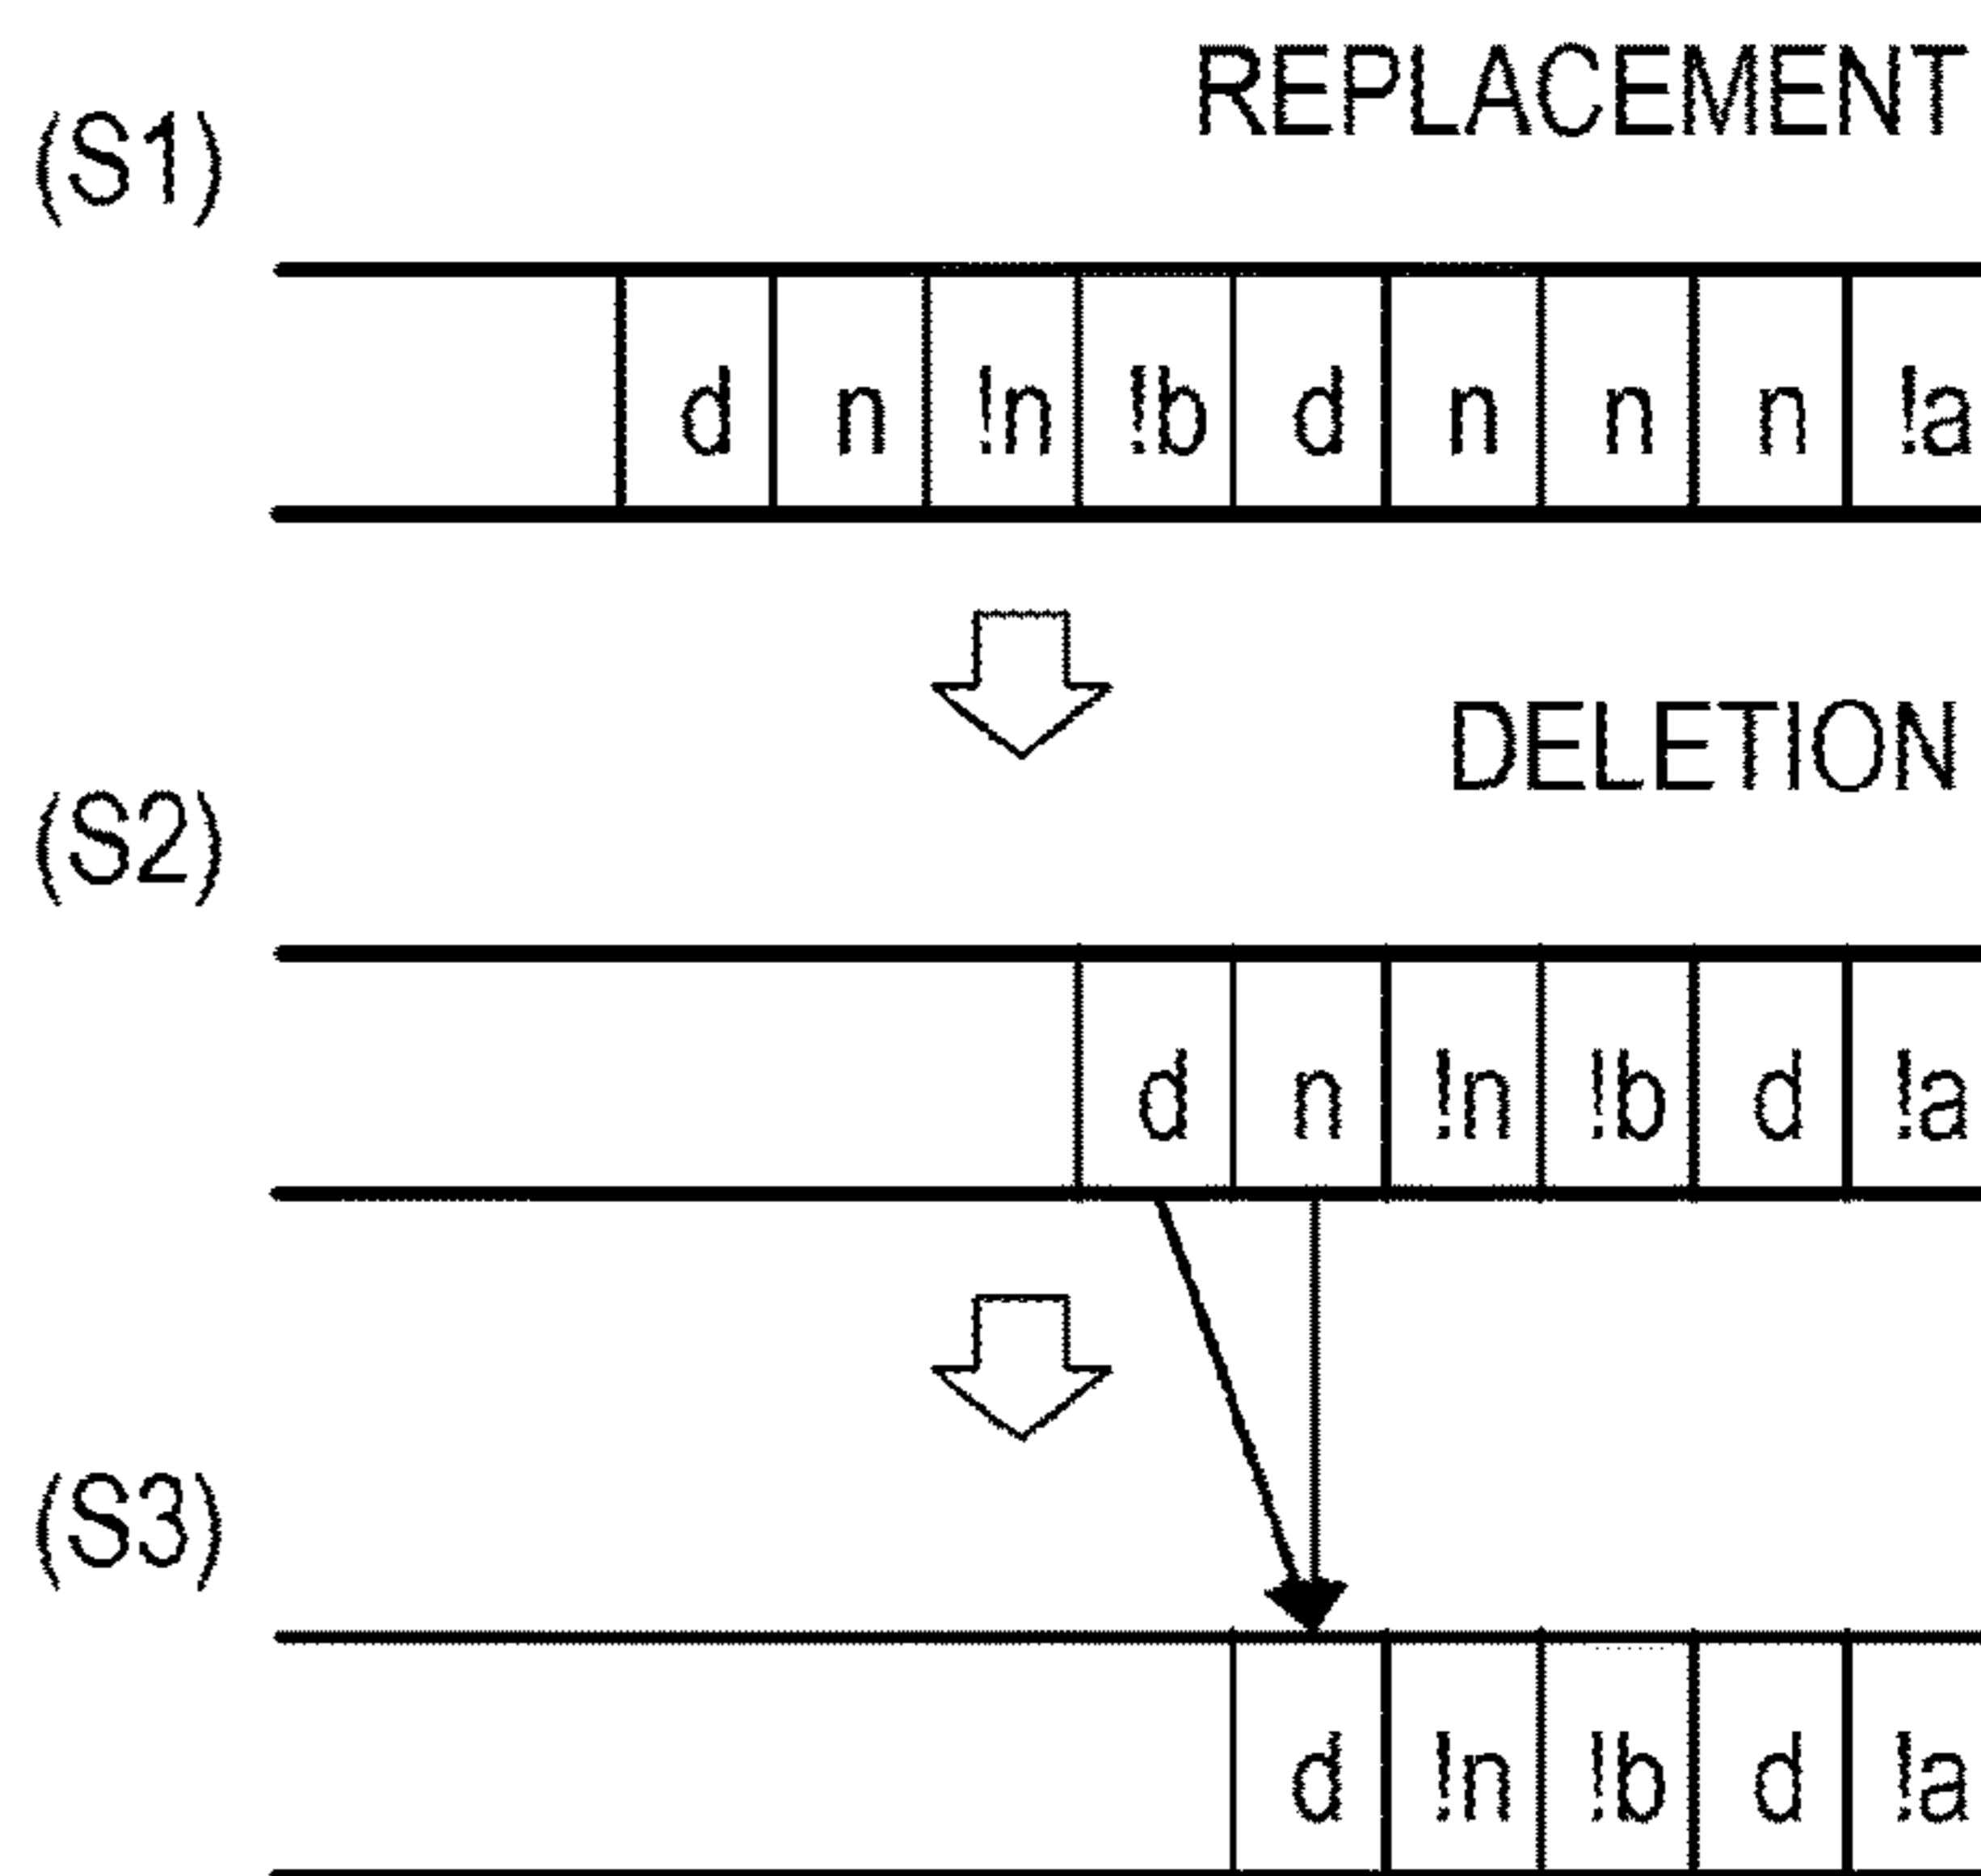 REPLACEMENT
(S1)
d n !n !b d n n n !a
DELETION
(S2)
d n !n !b d !a
(S3)
d !n !b d !a